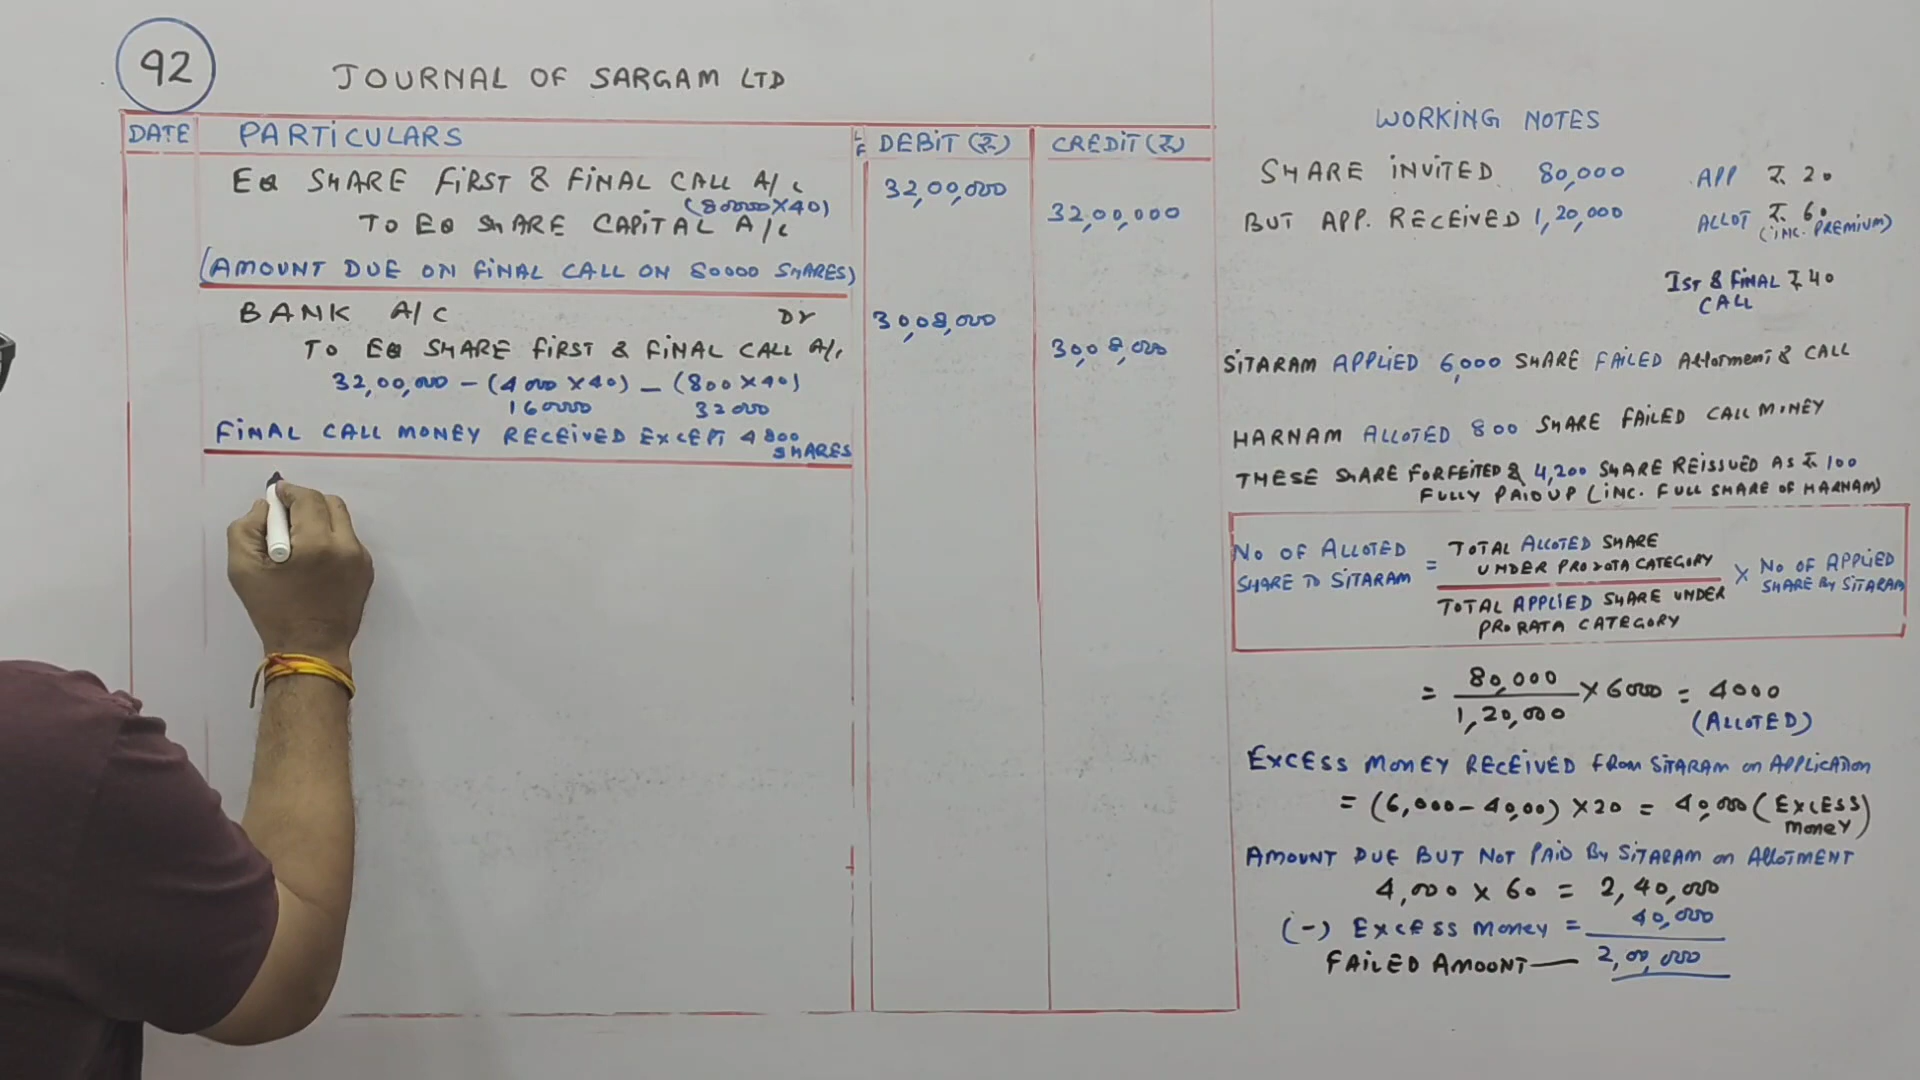 92
JOURNAL OF SARGAM LTD
DATE PARTICULARS LF DEBIT (₹) CREDIT (₹)
EQ SHARE FIRST & FINAL CALL A/C 32,00,000
(80000X40)
TO EQ SHARE CAPITAL A/C 32,00,000
(AMOUNT DUE ON FINAL CALL ON 80000 SHARES)
BANK A/C Dr 30,08,000
TO EQ SHARE FIRST & FINAL CALL A/C 30,08,000
32,00,000 - (4000 X 40) - (800 X 40)
160000 32000
FINAL CALL MONEY RECEIVED EXCEPT 4800
SHARES
WORKING NOTES
SHARE INVITED 80,000 APP ₹ 20
BUT APP. RECEIVED 1,20,000 ALLOT ₹ 60
(INC. PREMIUM)
IST & FINAL ₹ 40
CALL
SITARAM APPLIED 6,000 SHARE FAILED Allotment & CALL
HARNAM ALLOTED 800 SHARE FAILED CALL MONEY
THESE SHARE FORFEITED & 4,200 SHARE REISSUED AS ₹ 100
FULLY PAID UP (INC. FULL SHARE OF HARNAM)
NO OF ALLOTED SHARE TO SITARAM = TOTAL ALLOTED SHARE
UNDER PRORATA CATEGORY
TOTAL APPLIED SHARE UNDER
PRORATA CATEGORY
X NO OF APPLIED
SHARE By SITARAM
= 80,000 / 1,20,000 X 6000 = 4000
(ALLOTED)
EXCESS MONEY RECEIVED FROM SITARAM on APPLICATION
= (6,000 - 40,00) X 20 = 40,000 (EXCESS
MONEY)
AMOUNT DUE BUT NOT PAID By SITARAM on ALLOTMENT
4,000 X 60 = 2,40,000
(-) EXCESS MONEY = 40,000
FAILED AMOONT — 2,00,000